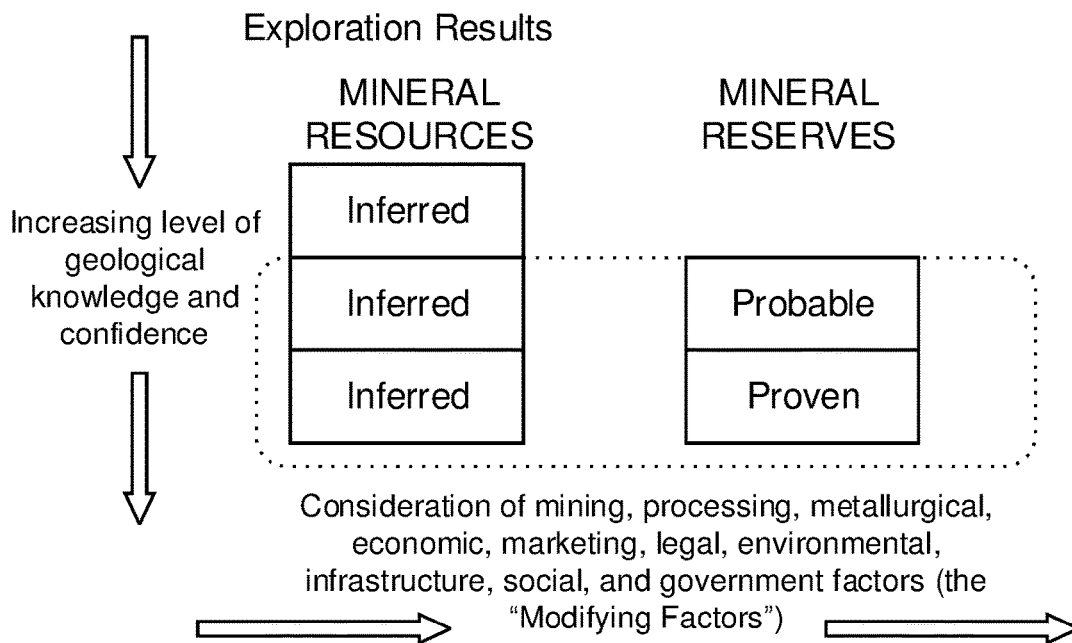 Exploration Results
MINERAL
RESOURCES
MINERAL
RESERVES
Inferred
Inferred
Inferred
Probable
Proven
Increasing level of
geological
knowledge and
confidence
Consideration of mining, processing, metallurgical,
economic, marketing, legal, environmental,
infrastructure, social, and government factors (the
“Modifying Factors”)